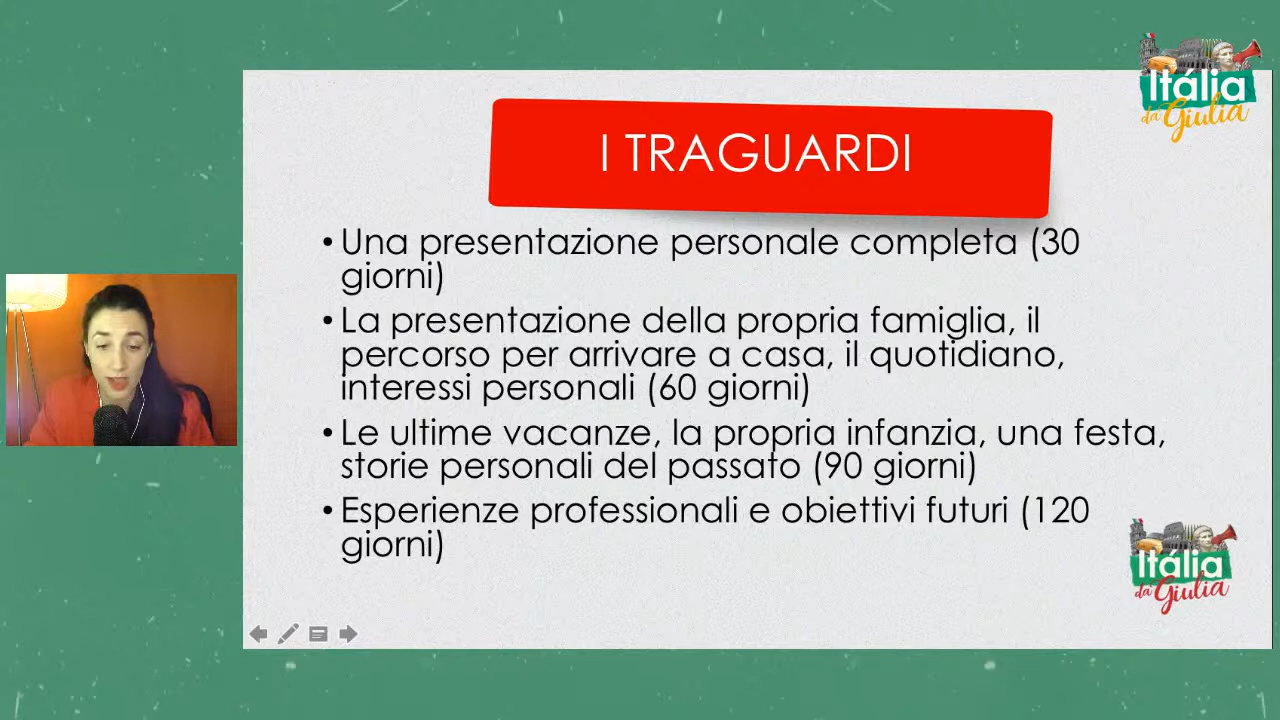 Itália
da Giulia
I TRAGUARDI
• Una presentazione personale completa (30
giorni)
• La presentazione della propria famiglia, il
percorso per arrivare a casa, il quotidiano,
interessi personali (60 giorni)
• Le ultime vacanze, la propria infanzia, una festa,
storie personali del passato (90 giorni)
• Esperienze professionali e obiettivi futuri (120
giorni)
Itália
da Giulia